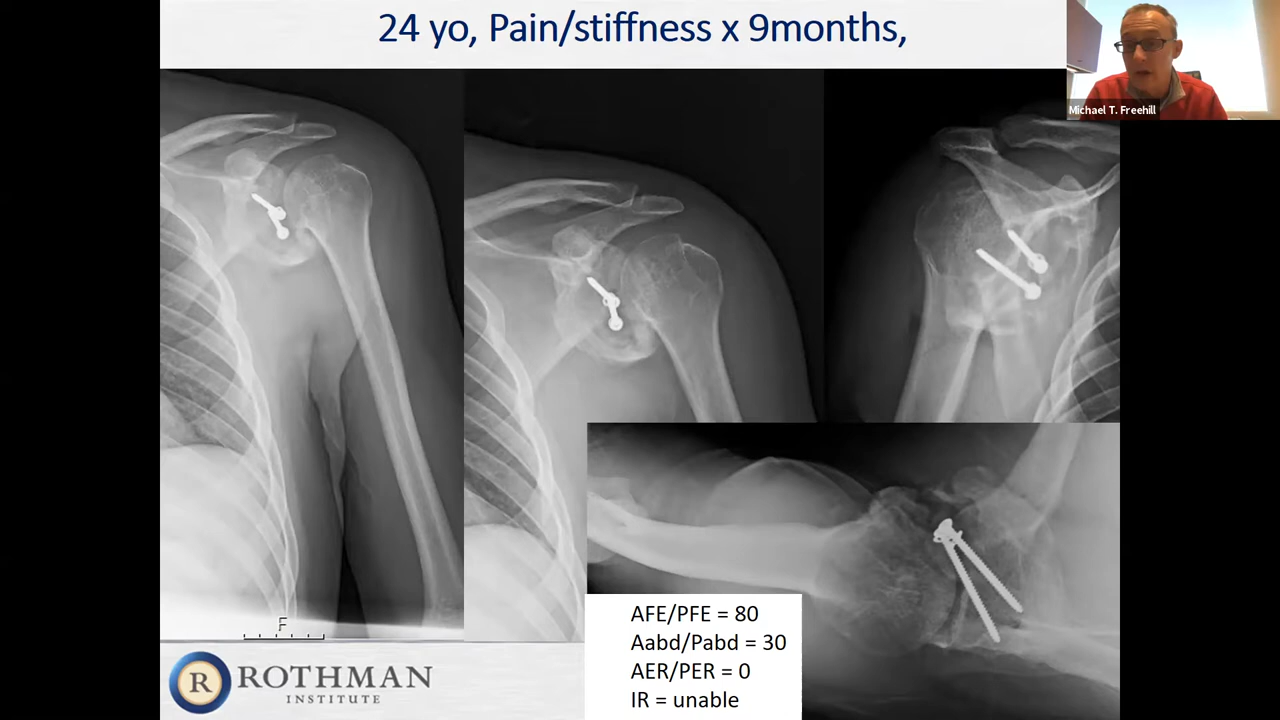 24 yo, Pain/stiffness x 9months,
Michael T. Freehill
F
AFE/PFE = 80
Aabd/Pabd = 30
AER/PER = 0
IR = unable
R
ROTHMAN
INSTITUTE